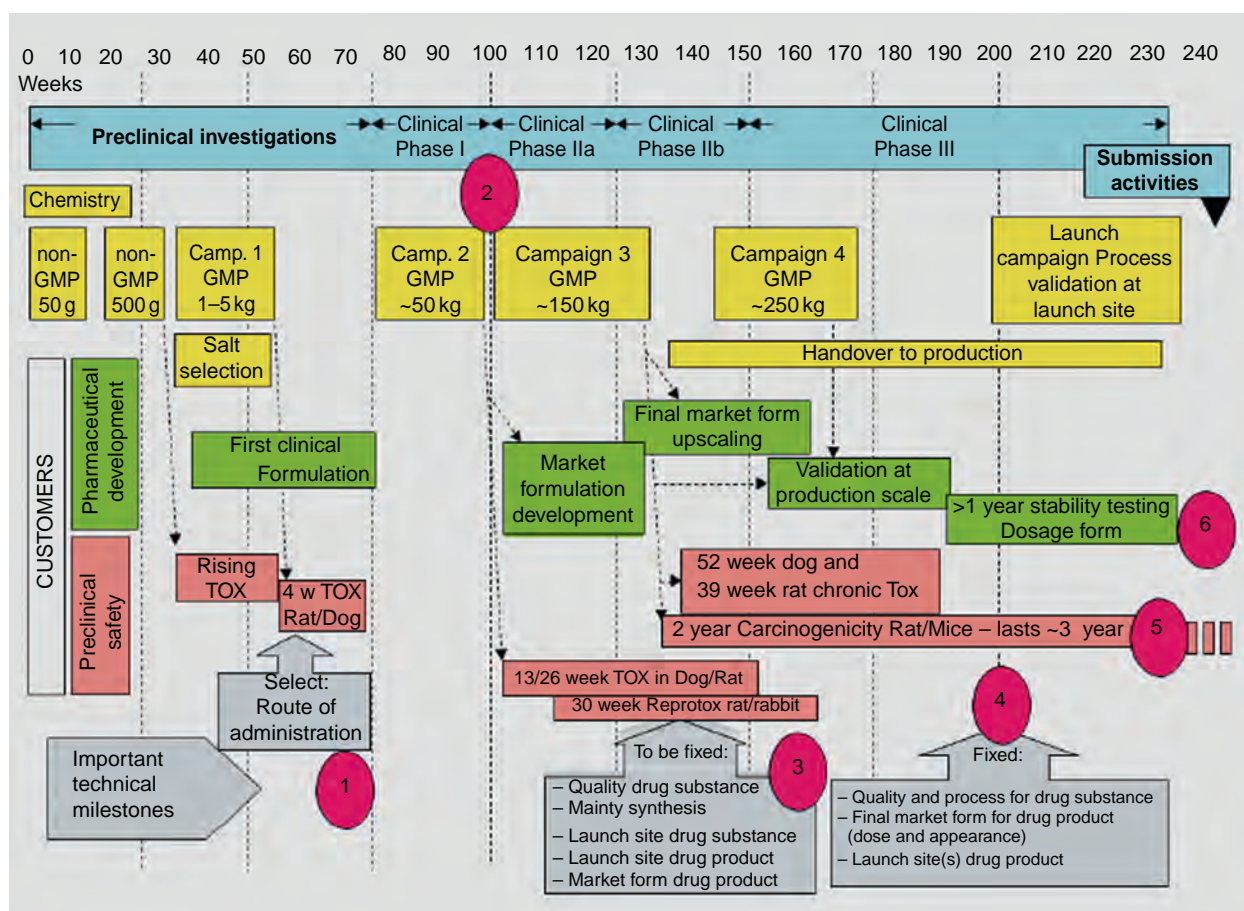 0 10 20 30 40 50 60 70 80 90 100 110 120 130 140 150 160 170 180 190 200 210 220 230 240
Weeks
Preclinical investigations
Clinical
Phase I
Clinical
Phase IIa
Clinical
Phase IIb
Clinical
Phase III
Submission
activities
2
Chemistry
non-
GMP
50 g
non-
GMP
500 g
Camp. 1
GMP
1–5 kg
Camp. 2
GMP
~50 kg
Campaign 3
GMP
~150 kg
Campaign 4
GMP
~250 kg
Launch
campaign Process
validation at
launch site
Salt
selection
Handover to production
CUSTOMERS
Pharmaceutical
development
First clinical
Formulation
Final market form
upscaling
Market
formulation
development
Validation at
production scale
>1 year stability testing
Dosage form
6
Preclinical
safety
Rising
TOX
4 w TOX
Rat/Dog
52 week dog and
39 week rat chronic Tox
2 year Carcinogenicity Rat/Mice – lasts ~3 year
5
13/26 week TOX in Dog/Rat
30 week Reprotox rat/rabbit
Select:
Route of
administration
1
Important
technical
milestones
To be fixed:
– Quality drug substance
– Mainty synthesis
– Launch site drug substance
– Launch site drug product
– Market form drug product
3
4
Fixed:
– Quality and process for drug substance
– Final market form for drug product
(dose and appearance)
– Launch site(s) drug product